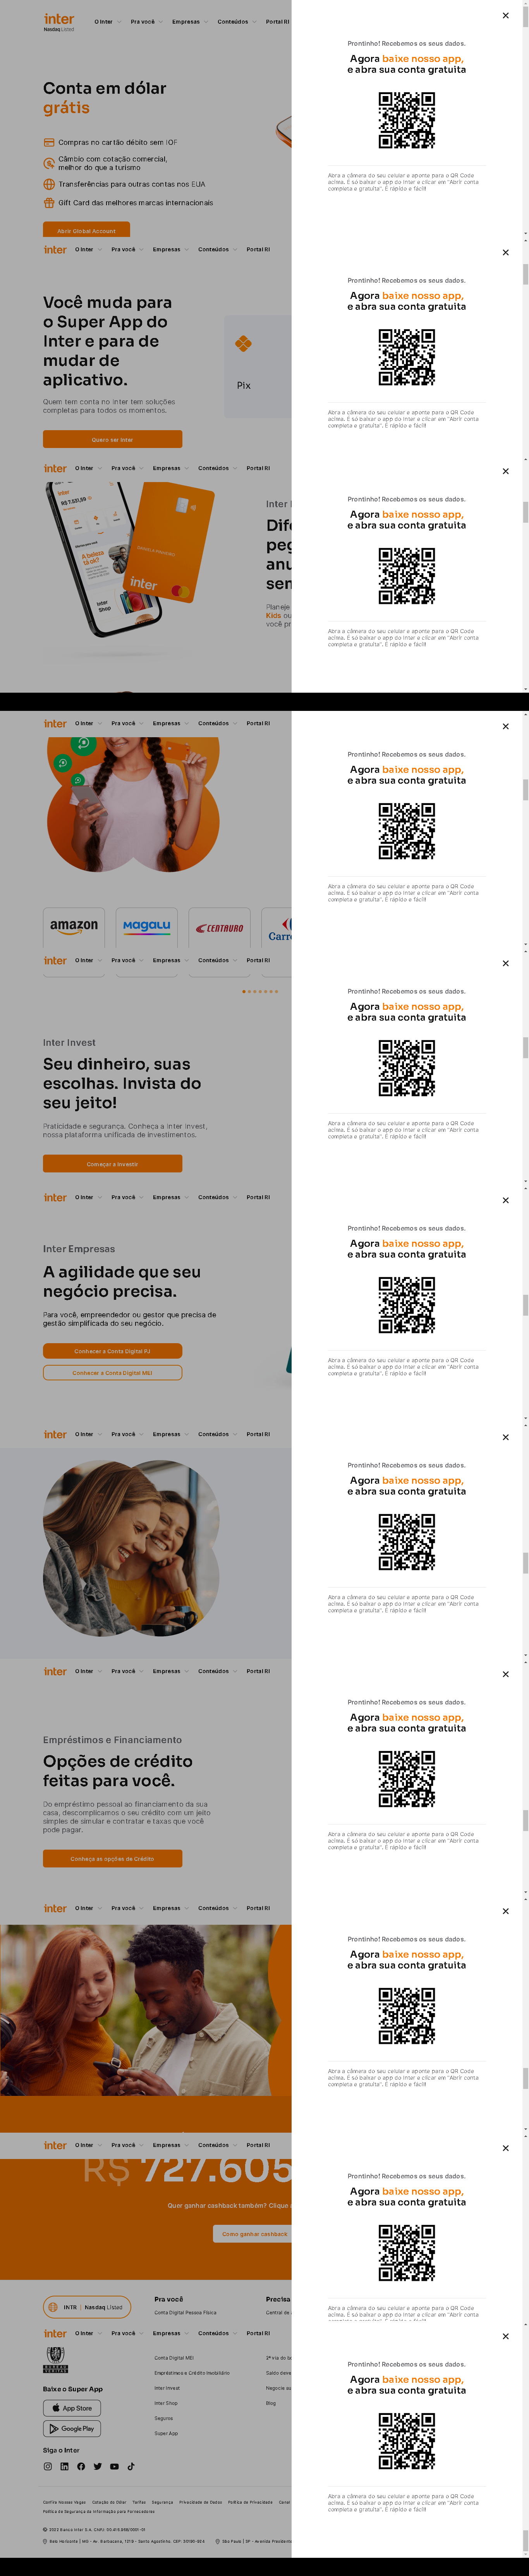 inter
Nasdaq Listed
O Inter
Pra você
Empresas
Conteúdos
Portal RI
Conta em dólar
grátis
Compras no cartão débito sem IOF
Câmbio com cotação comercial,
melhor do que a turismo
Transferências para outras contas nos EUA
Gift Card das melhores marcas internacionais
Abrir Global Account
Prontinho! Recebemos os seus dados.
Agora baixe nosso app,
e abra sua conta gratuita
Abra a câmera do seu celular e aponte para o QR Code
acima. É só baixar o app do Inter e clicar em "Abrir conta
completa e gratuita". É rápido e fácil!
inter
O Inter
Pra você
Empresas
Conteúdos
Portal RI
Você muda para
o Super App do
Inter e para de
mudar de
aplicativo.
Quem tem conta no Inter tem soluções
completas para todos os momentos.
Quero ser Inter
Pix
Prontinho! Recebemos os seus dados.
Agora baixe nosso app,
e abra sua conta gratuita
Abra a câmera do seu celular e aponte para o QR Code
acima. É só baixar o app do Inter e clicar em "Abrir conta
completa e gratuita". É rápido e fácil!
inter
O Inter
Pra você
Empresas
Conteúdos
Portal RI
R$ 7.531,99
A beleza
tá ok?
Inter
Shop
inter
Inter
Planeje
Kids ou
você pr
Prontinho! Recebemos os seus dados.
Agora baixe nosso app,
e abra sua conta gratuita
Abra a câmera do seu celular e aponte para o QR Code
acima. É só baixar o app do Inter e clicar em "Abrir conta
completa e gratuita". É rápido e fácil!
inter
O Inter
Pra você
Empresas
Conteúdos
Portal RI
amazon
MAGALU
CENTAURO
Carre
Prontinho! Recebemos os seus dados.
Agora baixe nosso app,
e abra sua conta gratuita
Abra a câmera do seu celular e aponte para o QR Code
acima. É só baixar o app do Inter e clicar em "Abrir conta
completa e gratuita". É rápido e fácil!
inter
O Inter
Pra você
Empresas
Conteúdos
Portal RI
Inter Invest
Seu dinheiro, suas
escolhas. Invista do
seu jeito!
Praticidade e segurança. Conheça a Inter Invest,
nossa plataforma unificada de investimentos.
Começar a investir
Prontinho! Recebemos os seus dados.
Agora baixe nosso app,
e abra sua conta gratuita
Abra a câmera do seu celular e aponte para o QR Code
acima. É só baixar o app do Inter e clicar em "Abrir conta
completa e gratuita". É rápido e fácil!
inter
O Inter
Pra você
Empresas
Conteúdos
Portal RI
Inter Empresas
A agilidade que seu
negócio precisa.
Para você, empreendedor ou gestor que precisa de
gestão simplificada do seu negócio.
Conhecer a Conta Digital PJ
Conhecer a Conta Digital MEI
Prontinho! Recebemos os seus dados.
Agora baixe nosso app,
e abra sua conta gratuita
Abra a câmera do seu celular e aponte para o QR Code
acima. É só baixar o app do Inter e clicar em "Abrir conta
completa e gratuita". É rápido e fácil!
inter
O Inter
Pra você
Empresas
Conteúdos
Portal RI
Prontinho! Recebemos os seus dados.
Agora baixe nosso app,
e abra sua conta gratuita
Abra a câmera do seu celular e aponte para o QR Code
acima. É só baixar o app do Inter e clicar em "Abrir conta
completa e gratuita". É rápido e fácil!
inter
O Inter
Pra você
Empresas
Conteúdos
Portal RI
Empréstimos e Financiamento
Opções de crédito
feitas para você.
Do empréstimo pessoal ao financiamento da sua
casa, descomplicamos o seu crédito com um jeito
simples de simular e contratar e taxas que você
pode pagar.
Conheça as opções de Crédito
Prontinho! Recebemos os seus dados.
Agora baixe nosso app,
e abra sua conta gratuita
Abra a câmera do seu celular e aponte para o QR Code
acima. É só baixar o app do Inter e clicar em "Abrir conta
completa e gratuita". É rápido e fácil!
inter
O Inter
Pra você
Empresas
Conteúdos
Portal RI
Prontinho! Recebemos os seus dados.
Agora baixe nosso app,
e abra sua conta gratuita
Abra a câmera do seu celular e aponte para o QR Code
acima. É só baixar o app do Inter e clicar em "Abrir conta
completa e gratuita". É rápido e fácil!
inter
O Inter
Pra você
Empresas
Conteúdos
Portal RI
R$ 727.605
Quer ganhar cashback também? Clique a
Como ganhar cashback
Prontinho! Recebemos os seus dados.
Agora baixe nosso app,
e abra sua conta gratuita
Abra a câmera do seu celular e aponte para o QR Code
acima. É só baixar o app do Inter e clicar em "Abrir conta
INTR | Nasdaq Listed
Pra você
Conta Digital Pessoa Física
Precisa
Central de
inter
O Inter
Pra você
Empresas
Conteúdos
Portal RI
BUREAU VERITAS
Conta Digital MEI
Empréstimos e Crédito Imobiliário
Inter Invest
Inter Shop
Seguros
Super App
2ª via do bo
Saldo deve
Negocie su
Blog
Baixe o Super App
App Store
Google Play
Siga o Inter
Prontinho! Recebemos os seus dados.
Agora baixe nosso app,
e abra sua conta gratuita
Abra a câmera do seu celular e aponte para o QR Code
acima. É só baixar o app do Inter e clicar em "Abrir conta
completa e gratuita". É rápido e fácil!
Confira Nossas Vagas
Cotação do Dólar
Tarifas
Segurança
Privacidade de Dados
Política de Privacidade
Canal
Política de Segurança da Informação para Fornecedores
2022 Banco Inter S.A. CNPJ: 00.416.968/0001-01
Belo Horizonte | MG - Av. Barbacena, 1219 - Santo Agostinho. CEP: 30190-924
São Paulo | SP - Avenida Presidente